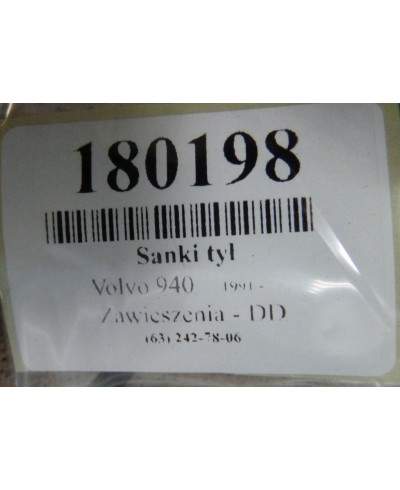 180198
Sanki tył
Volvo 940 1991 -
Zawieszenia - DD
(63) 242-78-06